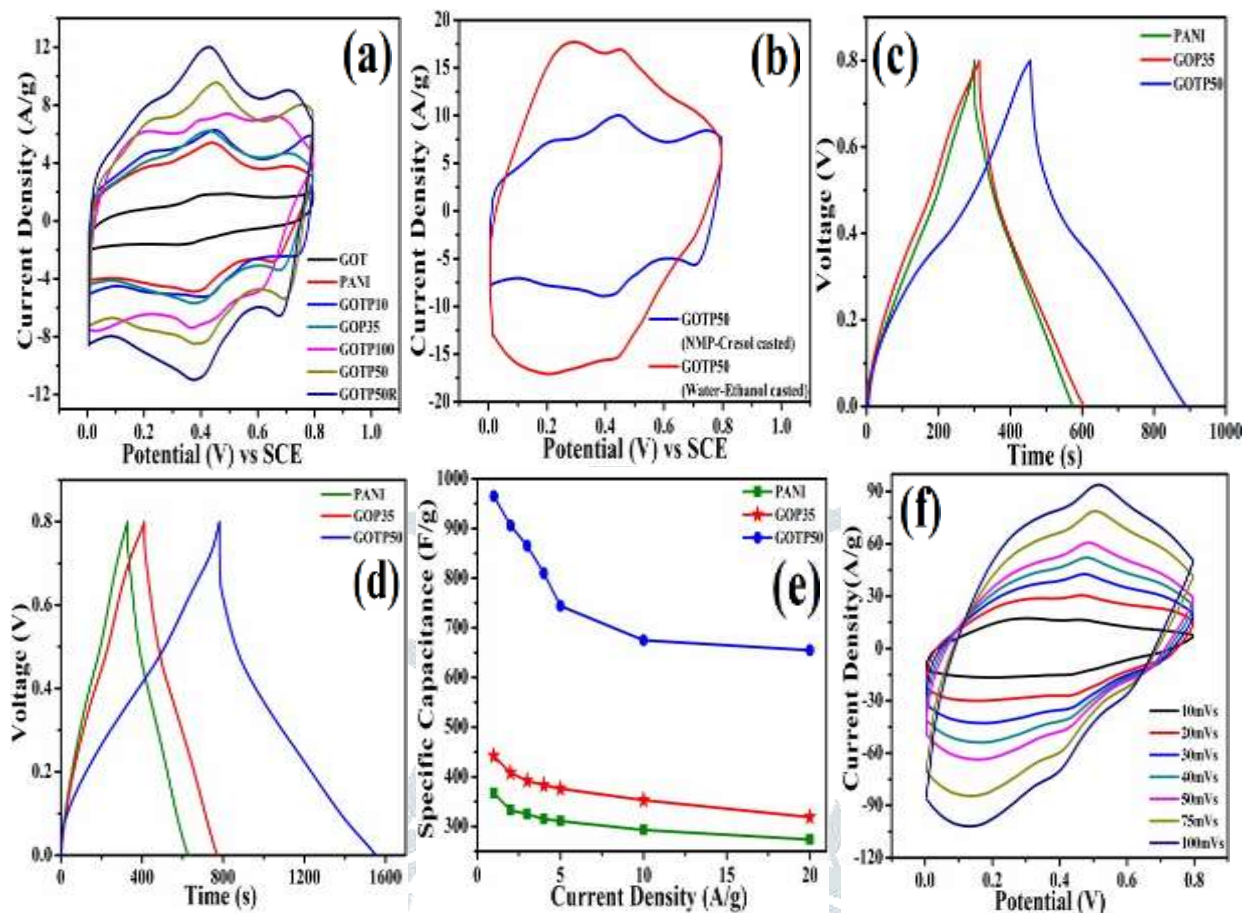 (a)
Current Density (A/g)
12
8
4
0
-4
-8
-12
GOT
PANI
GOTP10
GOP35
GOTP100
GOTP50
GOTP50R
0.0 0.2 0.4 0.6 0.8 1.0
Potential (V) vs SCE
(b)
Current Density (A/g)
20
15
10
5
0
-5
-10
-15
-20
GOTP50
(NMP-Cresol casted)
GOTP50
(Water-Ethanol casted)
0.0 0.2 0.4 0.6 0.8 1.0
Potential (V) vs SCE
(c)
PANI
GOP35
GOTP50
Voltage (V)
0.8
0.6
0.4
0.2
0.0
0 200 400 600 800 1000
Time (s)
(d)
PANI
GOP35
GOTP50
Voltage (V)
0.8
0.6
0.4
0.2
0.0
0 400 800 1200 1600
Time (s)
(e)
PANI
GOP35
GOTP50
Specific Capacitance (F/g)
1000
950
900
850
800
750
700
650
600
550
500
450
400
350
300
0 5 10 15 20
Current Density (A/g)
(f)
Current Density(A/g)
90
60
30
0
-30
-60
-90
-120
10mVs
20mVs
30mVs
40mVs
50mVs
75mVs
100mVs
0.0 0.2 0.4 0.6 0.8
Potential (V)